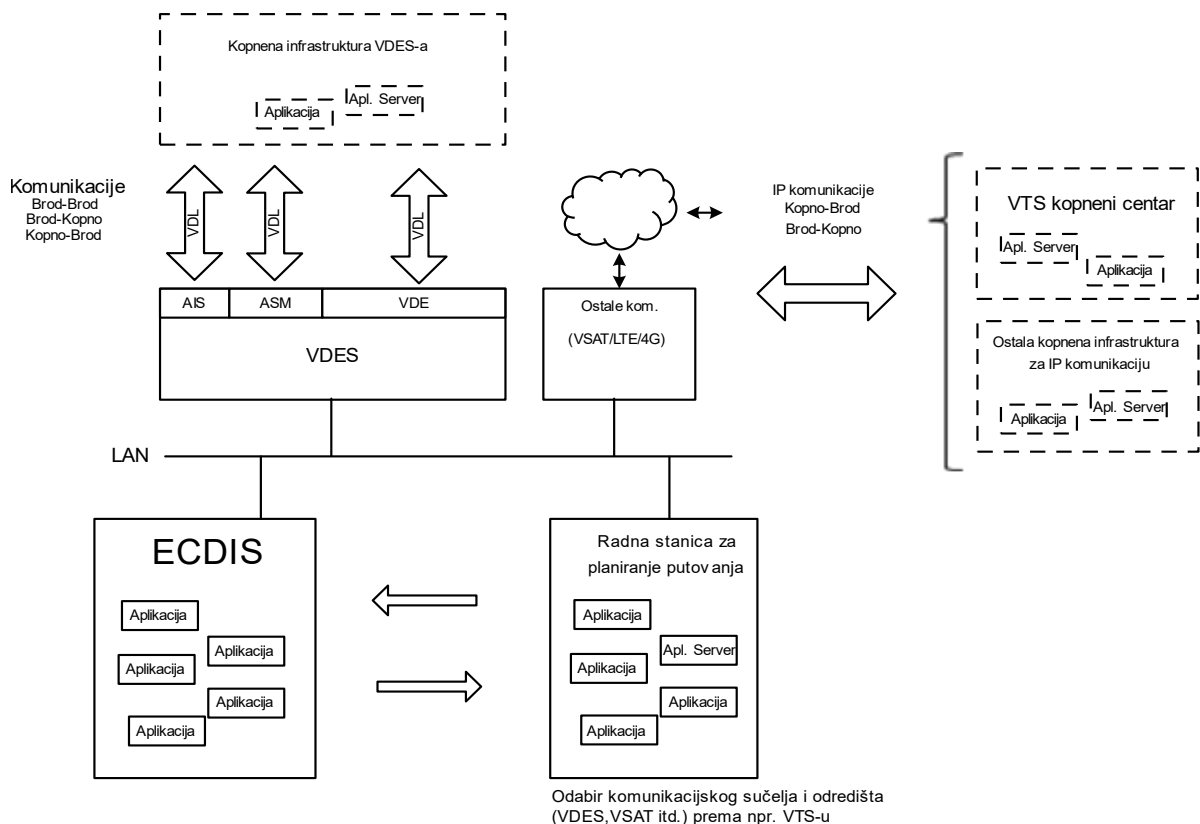 Kopnena infrastruktura VDES-a
Aplikacija
Apl. Server
Komunikacije
Brod-Brod
Brod-Kopno
Kopno-Brod
VDL
VDL
VDL
AIS
ASM
VDE
VDES
Ostale kom.
(VSAT/LTE/4G)
IP komunikacije
Kopno-Brod
Brod-Kopno
VTS kopneni centar
Apl. Server
Aplikacija
Ostala kopnena infrastruktura
za IP komunikaciju
Aplikacija
Apl. Server
LAN
ECDIS
Aplikacija
Aplikacija
Aplikacija
Aplikacija
Aplikacija
Radna stanica za
planiranje putovanja
Aplikacija
Apl. Server
Aplikacija
Aplikacija
Aplikacija
Odabir komunikacijskog sučelja i odredišta
(VDES,VSAT itd.) prema npr. VTS-u